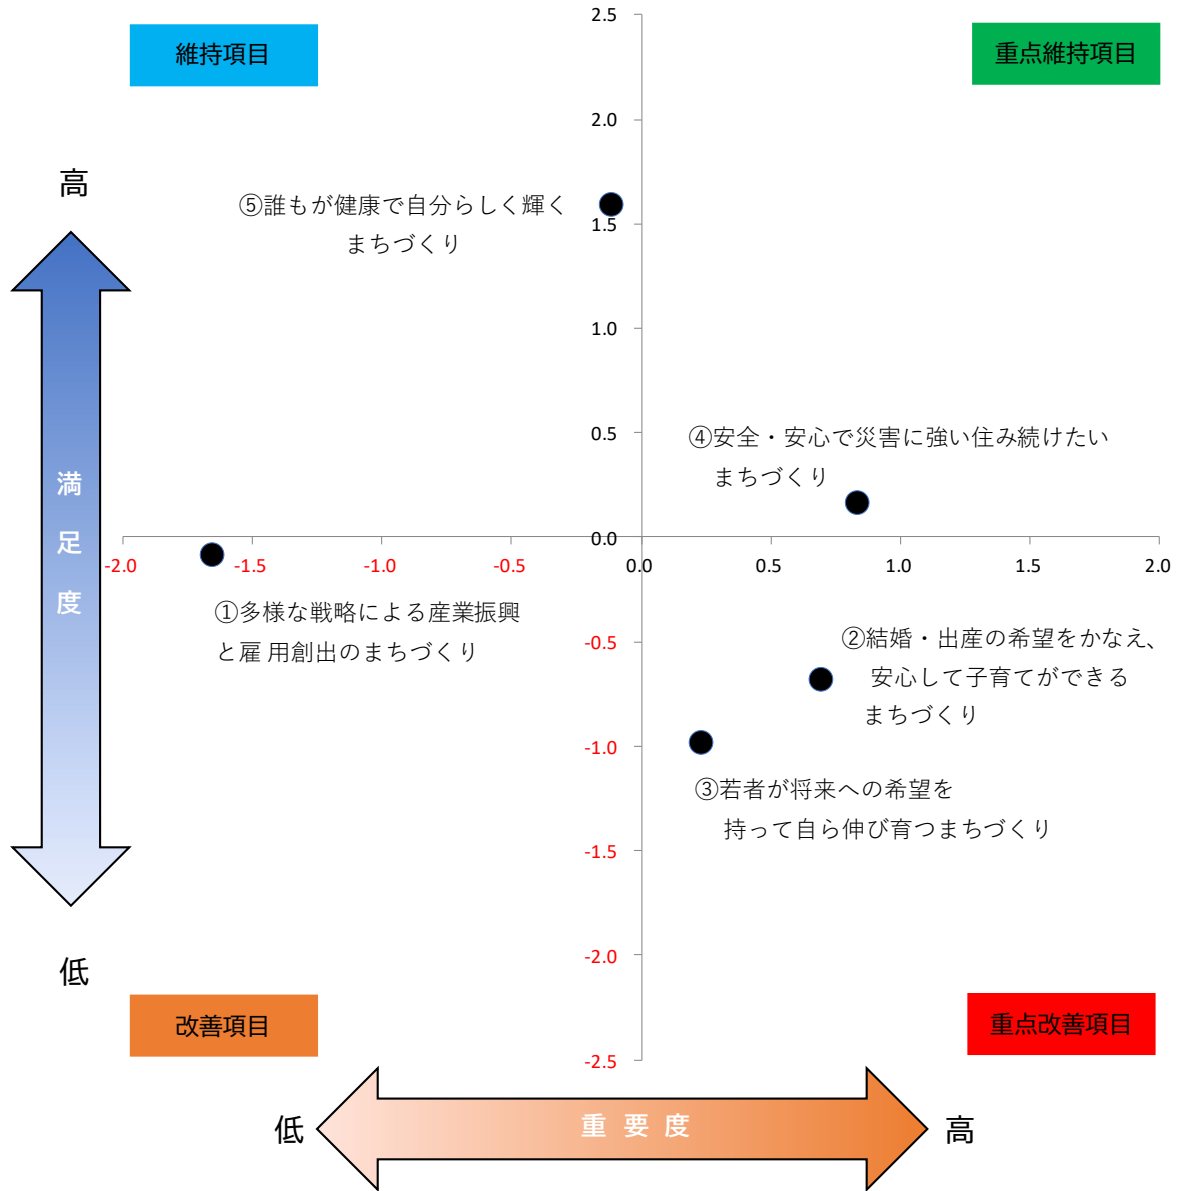 2.5
維持項目
重点維持項目
2.0
高
⑤誰もが健康で自分らしく輝く
まちづくり
1.5
1.0
0.5
④安全・安心で災害に強い住み続けたい
まちづくり
満足度
0.0
-2.0 -1.5 -1.0 -0.5 0.0 0.5 1.0 1.5 2.0
①多様な戦略による産業振興
と雇 用創出のまちづくり
-0.5
②結婚・出産の希望をかなえ、
安心して子育てができる
まちづくり
-1.0
③若者が将来への希望を
持って自ら伸び育つまちづくり
-1.5
-2.0
低
改善項目
重点改善項目
-2.5
低
重 要 度
高